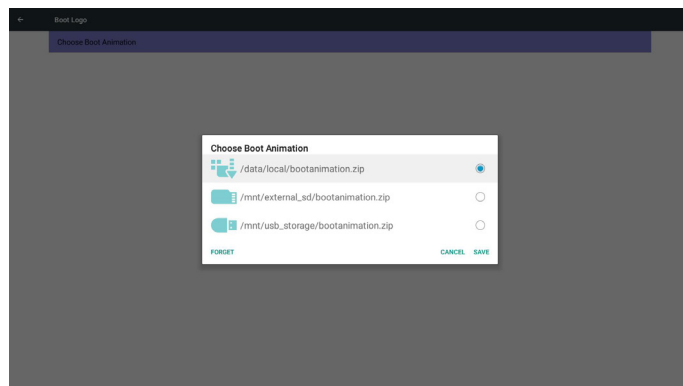 Boot Logo
Choose Boot Animation
Choose Boot Animation
/data/local/bootanimation.zip
/mnt/external_sd/bootanimation.zip
/mnt/usb_storage/bootanimation.zip
FORGET CANCEL SAVE